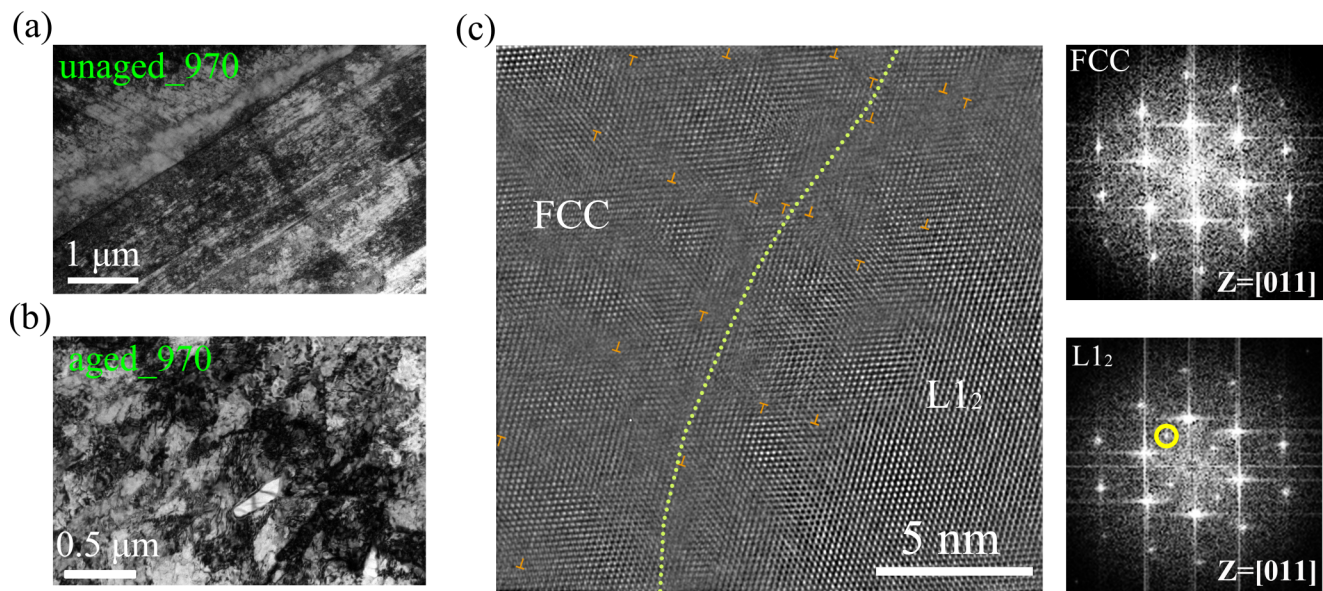 (a)
unaged_970
1 μm
(b)
aged_970
0.5 μm
(c)
FCC
L1₂
5 nm
FCC
Z=[011]
L1₂
Z=[011]